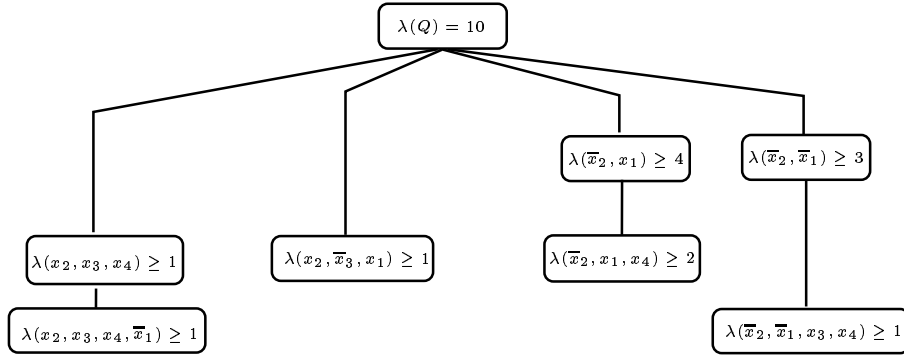 λ(Q) = 10
λ(x̅₂, x₁) ≥ 4
λ(x̅₂, x̅₁) ≥ 3
λ(x₂, x₃, x₄) ≥ 1
λ(x₂, x̅₃, x₁) ≥ 1
λ(x̅₂, x₁, x₄) ≥ 2
λ(x₂, x₃, x₄, x̅₁) ≥ 1
λ(x̅₂, x̅₁, x₃, x₄) ≥ 1